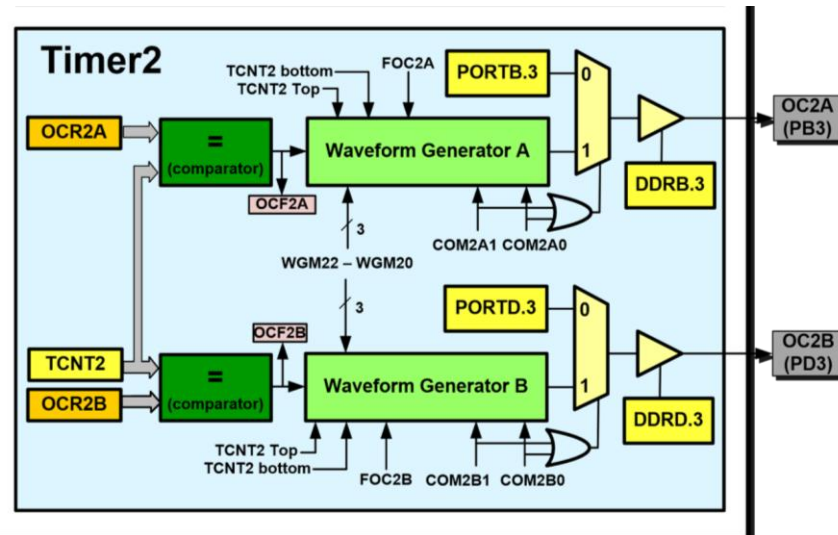 Timer2
TCNT2 bottom
TCNT2 Top
FOC2A
PORTB.3
0
1
OC2A
(PB3)
OCR2A
=
(comparator)
Waveform Generator A
OCF2A
DDRB.3
3
COM2A1
COM2A0
WGM22 – WGM20
3
PORTD.3
0
1
OC2B
(PD3)
OCF2B
TCNT2
=
(comparator)
OCR2B
Waveform Generator B
DDRD.3
TCNT2 Top
TCNT2 bottom
FOC2B
COM2B1
COM2B0